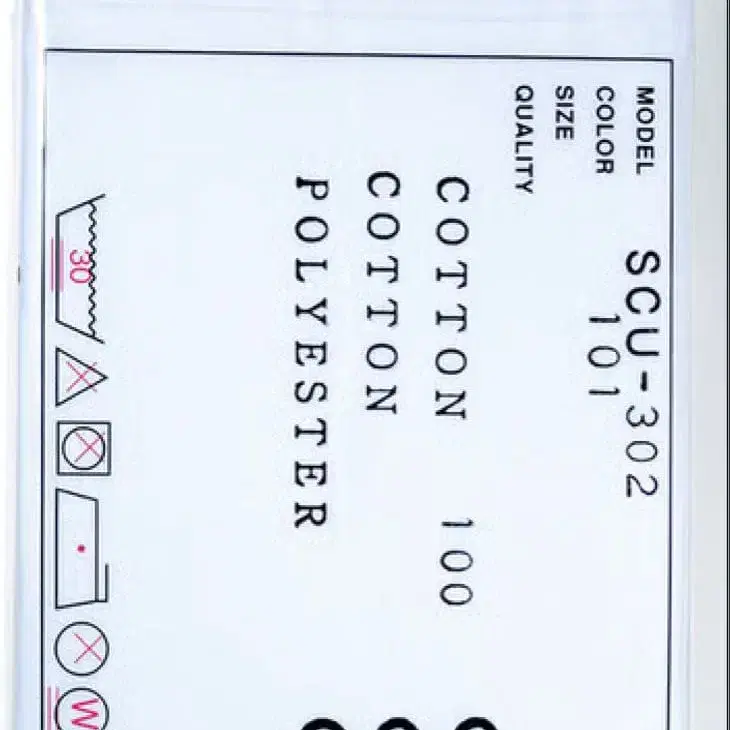 MODEL SCU-302
COLOR 101
SIZE
QUALITY
COTTON 100
COTTON
POLYESTER
30
W